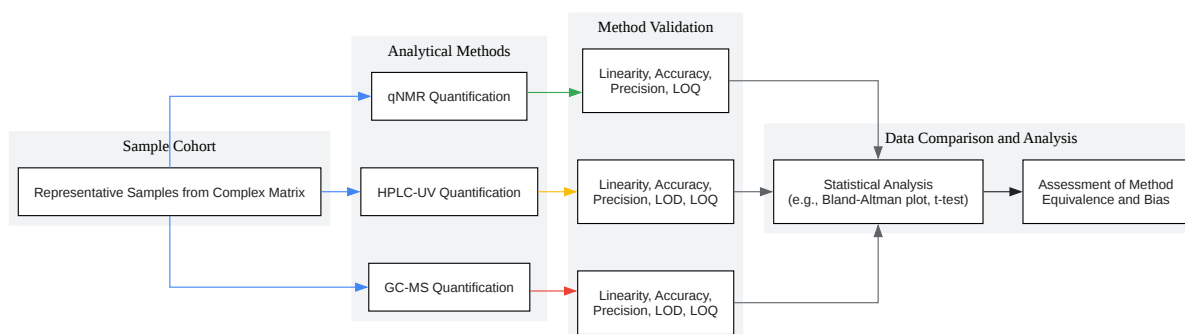 Sample Cohort
Representative Samples from Complex Matrix
Analytical Methods
qNMR Quantification
HPLC-UV Quantification
GC-MS Quantification
Method Validation
Linearity, Accuracy,
Precision, LOQ
Linearity, Accuracy,
Precision, LOD, LOQ
Linearity, Accuracy,
Precision, LOD, LOQ
Data Comparison and Analysis
Statistical Analysis
(e.g., Bland-Altman plot, t-test)
Assessment of Method
Equivalence and Bias